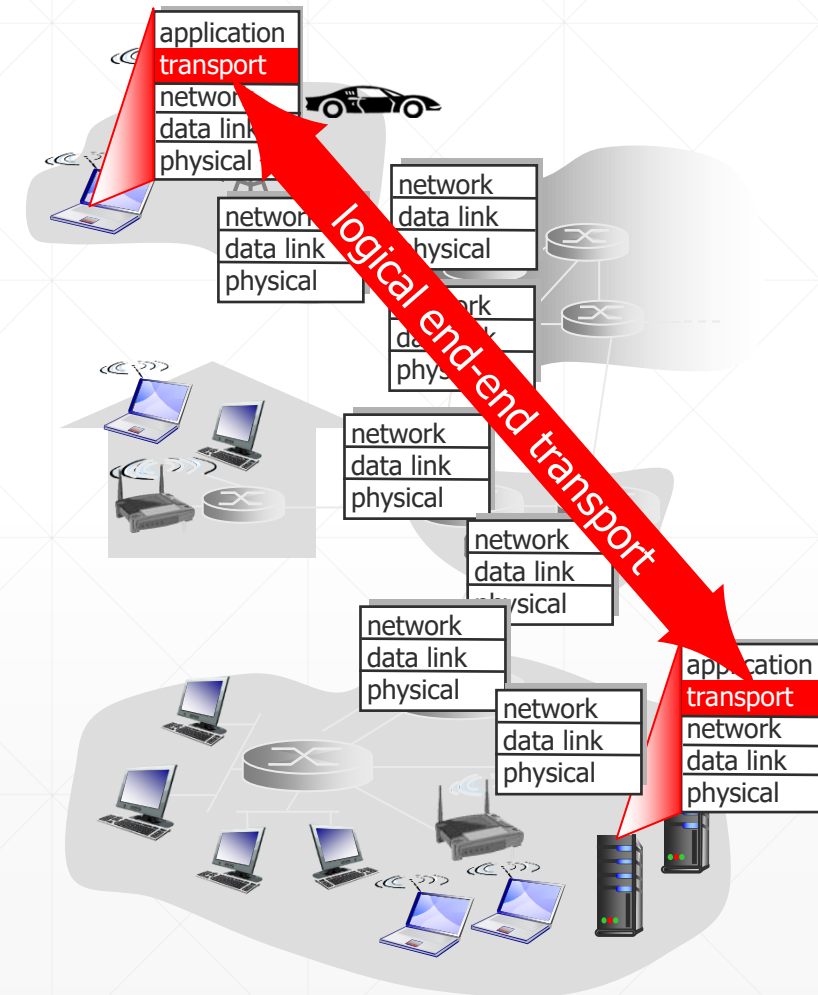 application
transport
network
data link
physical
network
data link
physical
network
data link
physical
logical end-end transport
network
data link
physical
network
data link
physical
network
data link
physical
network
data link
physical
application
transport
network
data link
physical